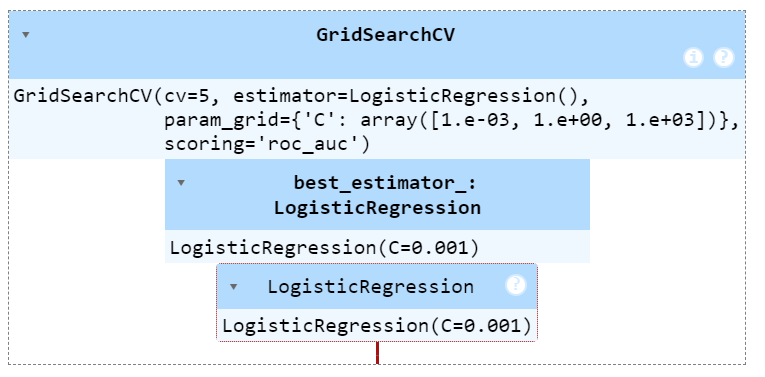 GridSearchCV
i ?
GridSearchCV(cv=5, estimator=LogisticRegression(),
param_grid={'C': array([1.e-03, 1.e+00, 1.e+03])},
scoring='roc_auc')
best_estimator_:
LogisticRegression
LogisticRegression(C=0.001)
LogisticRegression ?
LogisticRegression(C=0.001)